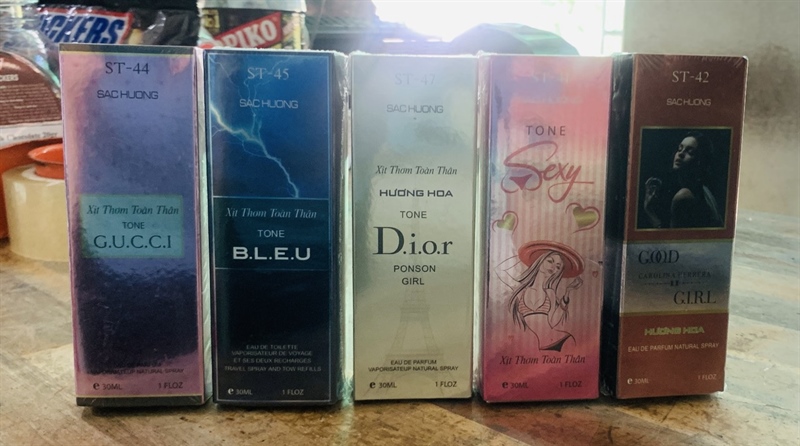 ST-44
SAC HUONG
Xịt Thơm Toàn Thân
TONE
G.U.C.C.I
VAPORISATEUR NATURAL SPRAY
e 30ML 1 FLOZ
ST-45
SAC HUONG
Xịt Thơm Toàn Thân
TONE
B.L.E.U
EAU DE TOILETTE
VAPORISATEUR DE VOYAGE
ET SES DEUX RECHARGES
TRAVEL SPRAY AND TOW REFILLS
e 30ML 1 FLOZ
ST-47
SAC HUONG
Xịt Thơm Toàn Thân
HƯƠNG HOA
TONE
D.i.o.r
PONSON
GIRL
EAU DE PARFUM
VAPORISATEUR NATURAL SPRAY
e 30ML 1 FLOZ
TONE
Sexy
Xịt Thơm Toàn Thân
e 30ML 1 FLOZ
ST-42
SAC HUONG
GOOD
GIRL
HƯƠNG HOA
EAU DE PARFUM NATURAL SPRAY
e 30ML 1 FLOZ